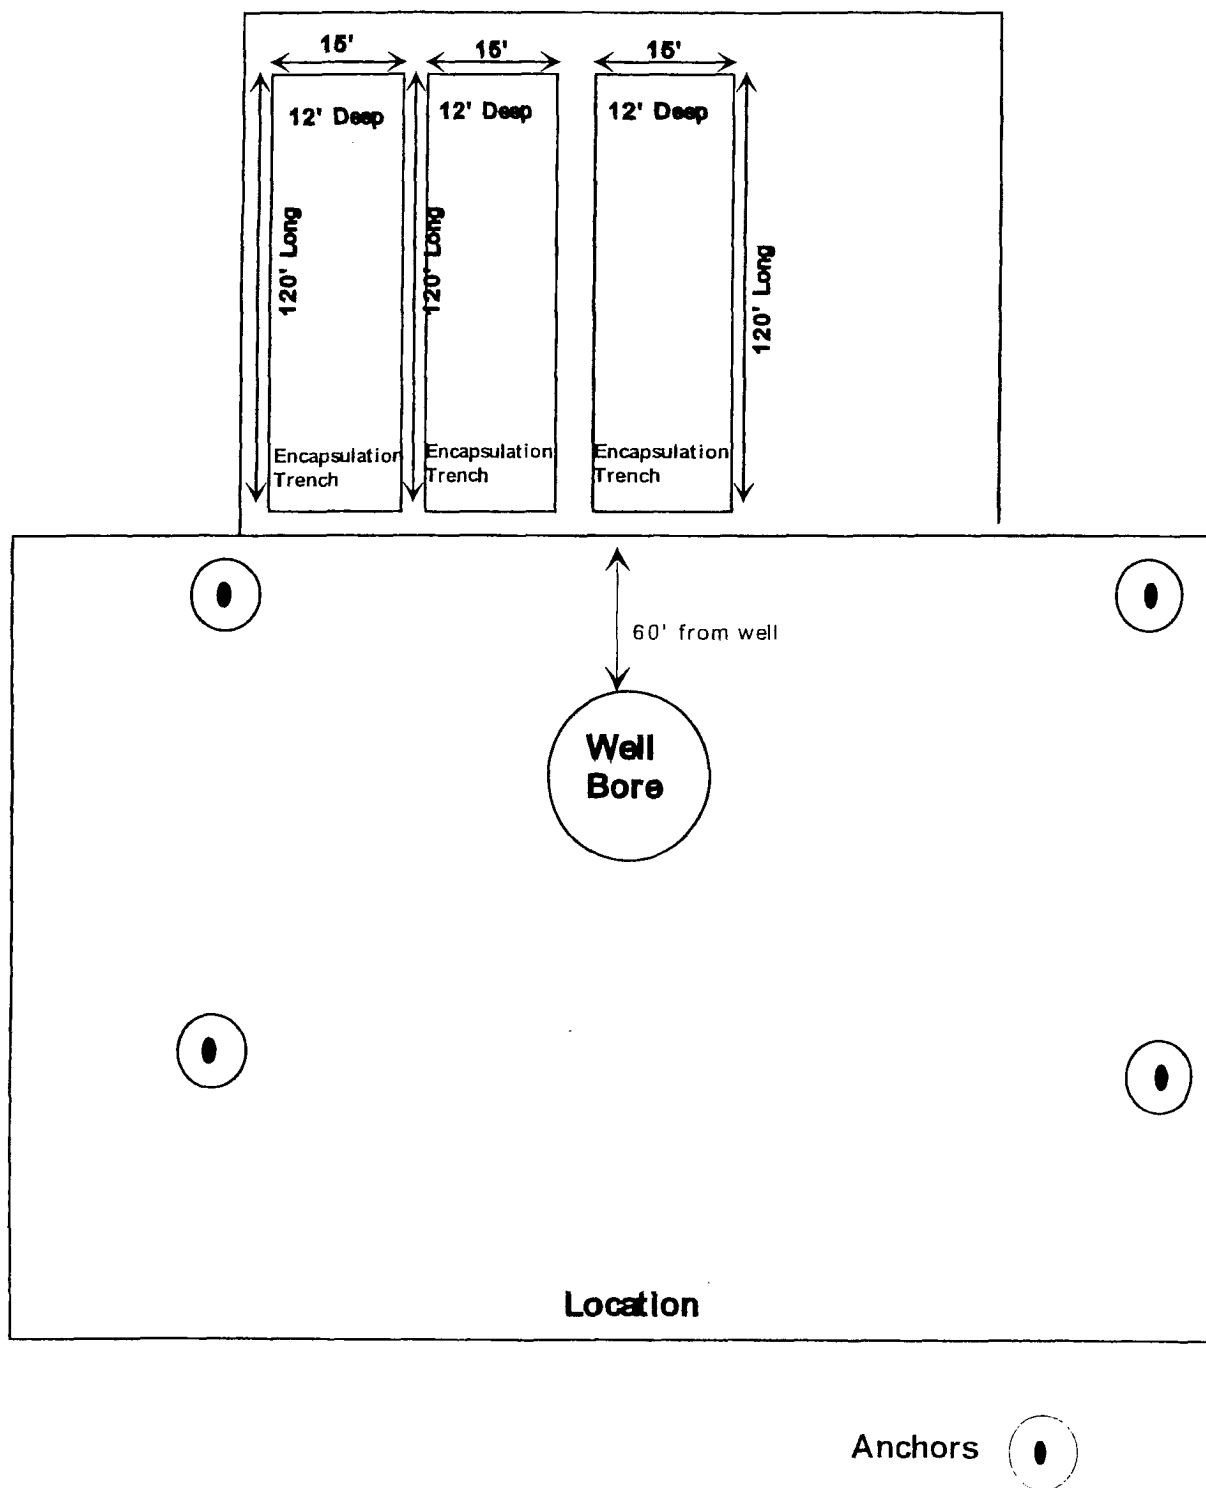 15' 15' 15'
12' Deep 12' Deep 12' Deep
120' Long 120' Long 120' Long
Encapsulation Encapsulation Encapsulation
Trench Trench Trench
60' from well
Well
Bore
Location
Anchors